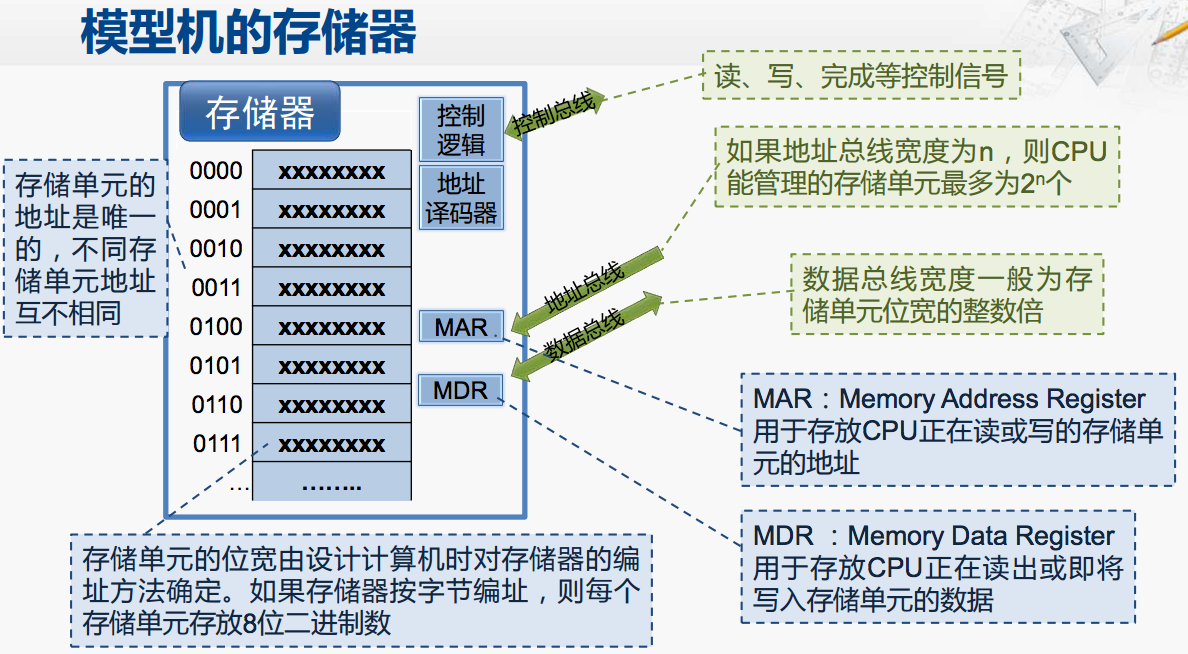 模型机的存储器
存储器
控制
逻辑
控制总线
读、写、完成等控制信号
地址
译码器
如果地址总线宽度为n，则CPU
能管理的存储单元最多为2ⁿ个
0000 xxxxxxxx
0001 xxxxxxxx
0010 xxxxxxxx
0011 xxxxxxxx
0100 xxxxxxxx
0101 xxxxxxxx
0110 xxxxxxxx
0111 xxxxxxxx
... ........
存储单元的
地址是唯一
的，不同存
储单元地址
互不相同
地址总线
数据总线
数据总线宽度一般为存
储单元位宽的整数倍
MAR
MDR
MAR：Memory Address Register
用于存放CPU正在读或写的存储单
元的地址
MDR ：Memory Data Register
用于存放CPU正在读出或即将
写入存储单元的数据
存储单元的位宽由设计计算机时对存储器的编
址方法确定。如果存储器按字节编址，则每个
存储单元存放8位二进制数